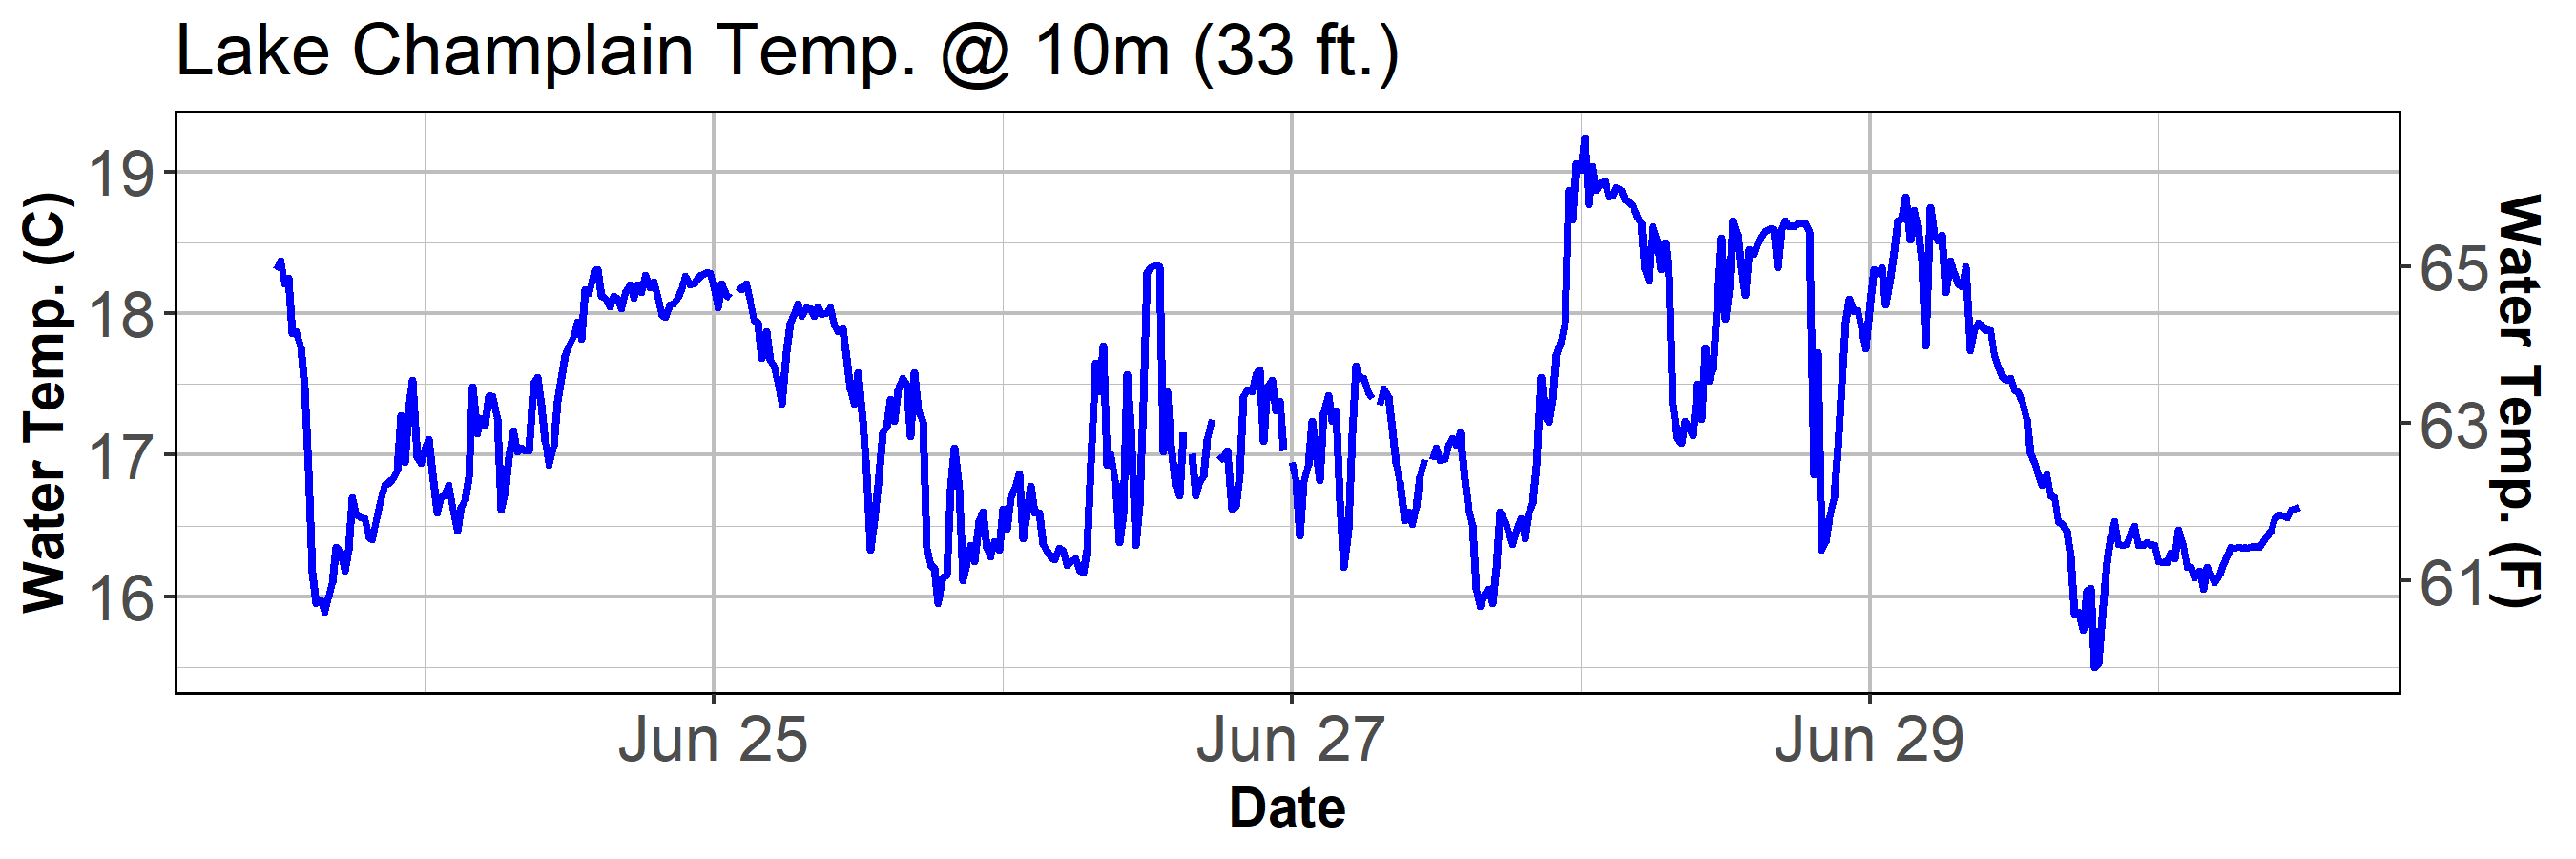 Lake Champlain Temp. @ 10m (33 ft.)
Water Temp. (C)
19
18
17
16
65
63
61
Water Temp. (F)
Jun 25
Jun 27
Jun 29
Date